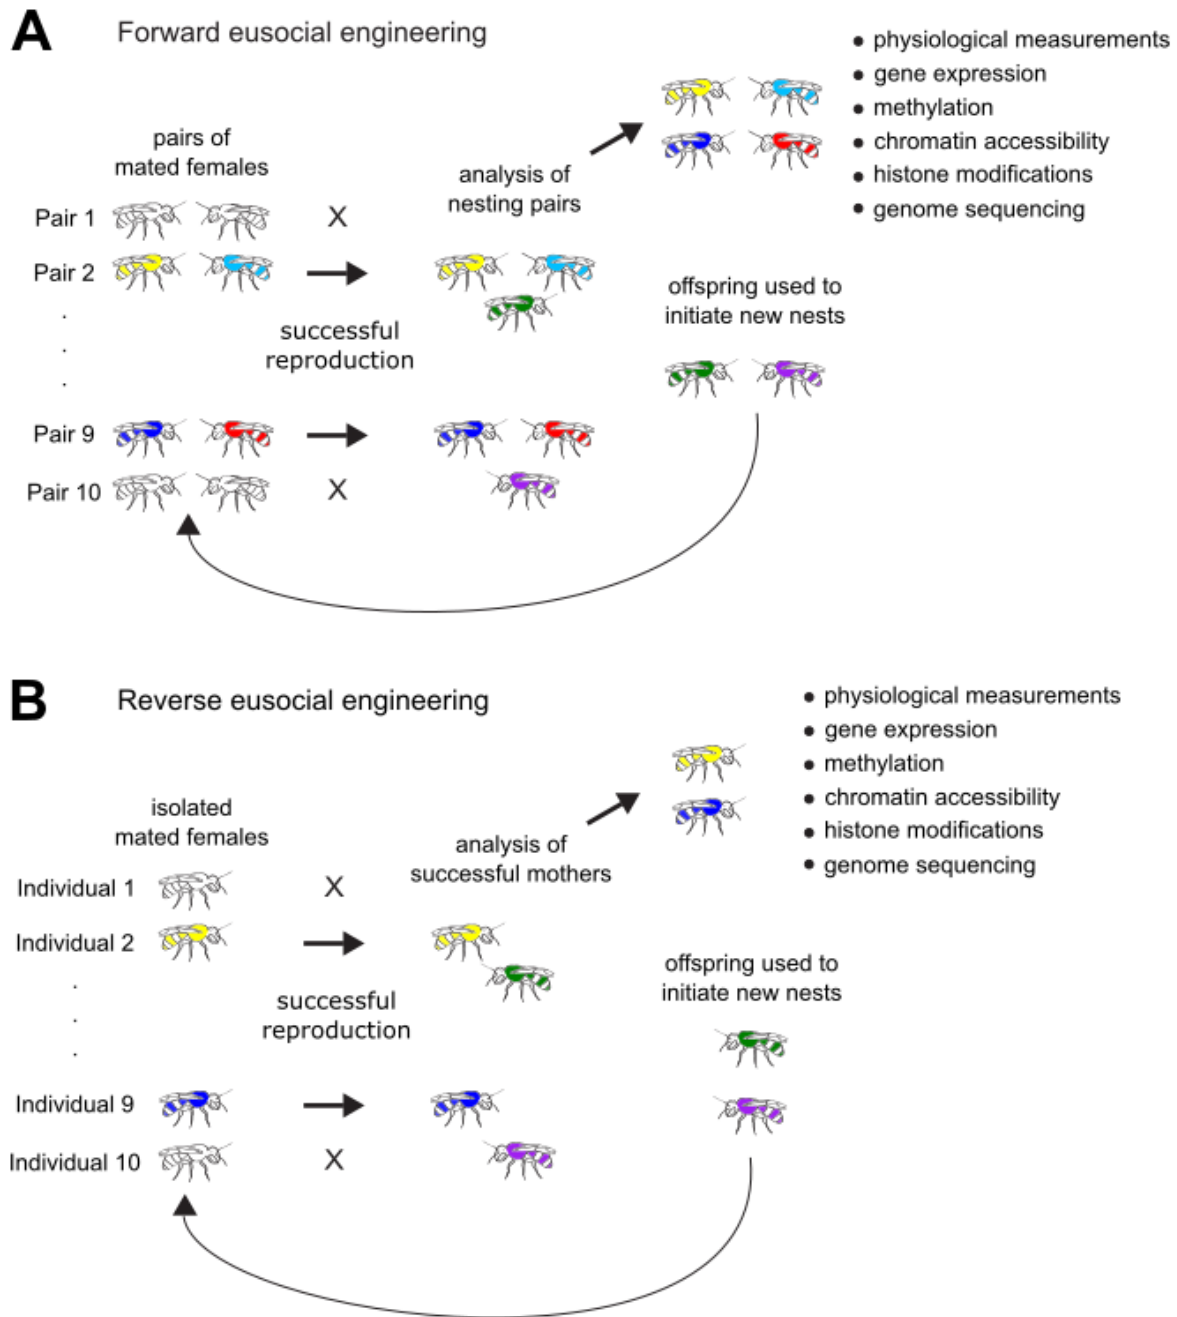 A
Forward eusocial engineering
pairs of
mated females
Pair 1
X
Pair 2
.
.
.
successful
reproduction
Pair 9
Pair 10
X
analysis of
nesting pairs
• physiological measurements
• gene expression
• methylation
• chromatin accessibility
• histone modifications
• genome sequencing
offspring used to
initiate new nests
B
Reverse eusocial engineering
isolated
mated females
Individual 1
X
Individual 2
.
.
.
successful
reproduction
Individual 9
Individual 10
X
analysis of
successful mothers
• physiological measurements
• gene expression
• methylation
• chromatin accessibility
• histone modifications
• genome sequencing
offspring used to
initiate new nests